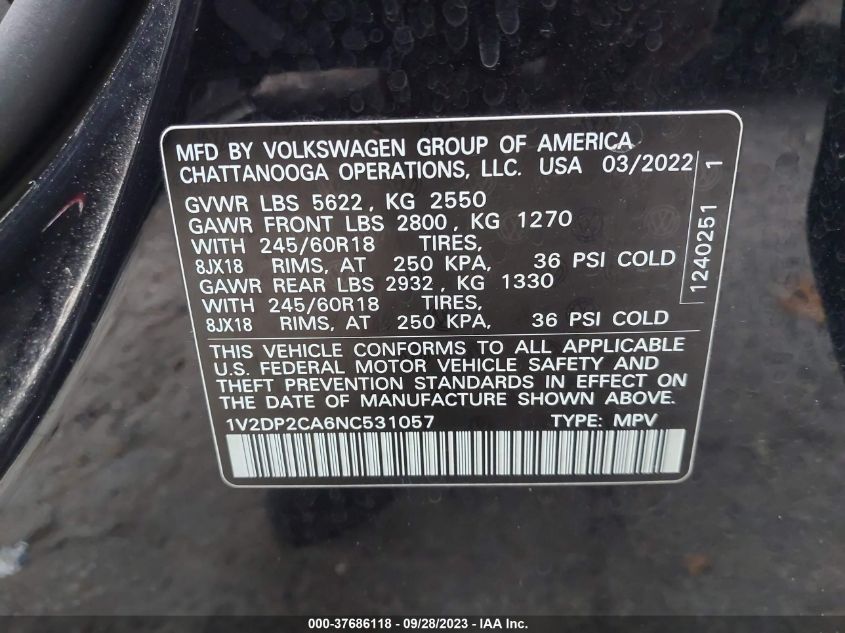 MFD BY VOLKSWAGEN GROUP OF AMERICA
CHATTANOOGA OPERATIONS, LLC. USA 03/2022
GVWR LBS 5622, KG 2550
GAWR FRONT LBS 2800, KG 1270
WITH 245/60R18 TIRES,
8JX18 RIMS, AT 250 KPA, 36 PSI COLD
GAWR REAR LBS 2932, KG 1330
WITH 245/60R18 TIRES,
8JX18 RIMS, AT 250 KPA, 36 PSI COLD
1240251 1
THIS VEHICLE CONFORMS TO ALL APPLICABLE
U.S. FEDERAL MOTOR VEHICLE SAFETY AND
THEFT PREVENTION STANDARDS IN EFFECT ON
THE DATE OF MANUFACTURE SHOWN ABOVE.
1V2DP2CA6NC531057 TYPE: MPV
000-37686118 - 09/28/2023 - IAA Inc.